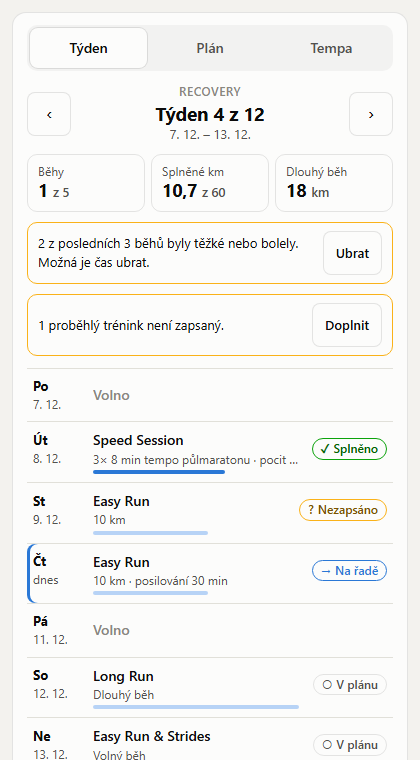 Týden
Plán
Tempa
‹
RECOVERY
Týden 4 z 12
7. 12. – 13. 12.
›
Běhy
1 z 5
Splněné km
10,7 z 60
Dlouhý běh
18 km
2 z posledních 3 běhů byly těžké nebo bolely.
Možná je čas ubrat.
Ubrat
1 proběhlý trénink není zapsaný.
Doplnit
Po
7. 12.
Volno
Út
8. 12.
Speed Session
3× 8 min tempo půlmaratonu · pocit ...
✓ Splněno
St
9. 12.
Easy Run
10 km
? Nezapsáno
Čt
dnes
Easy Run
10 km · posilování 30 min
→ Na řadě
Pá
11. 12.
Volno
So
12. 12.
Long Run
Dlouhý běh
○ V plánu
Ne
13. 12.
Easy Run & Strides
Volný běh
○ V plánu